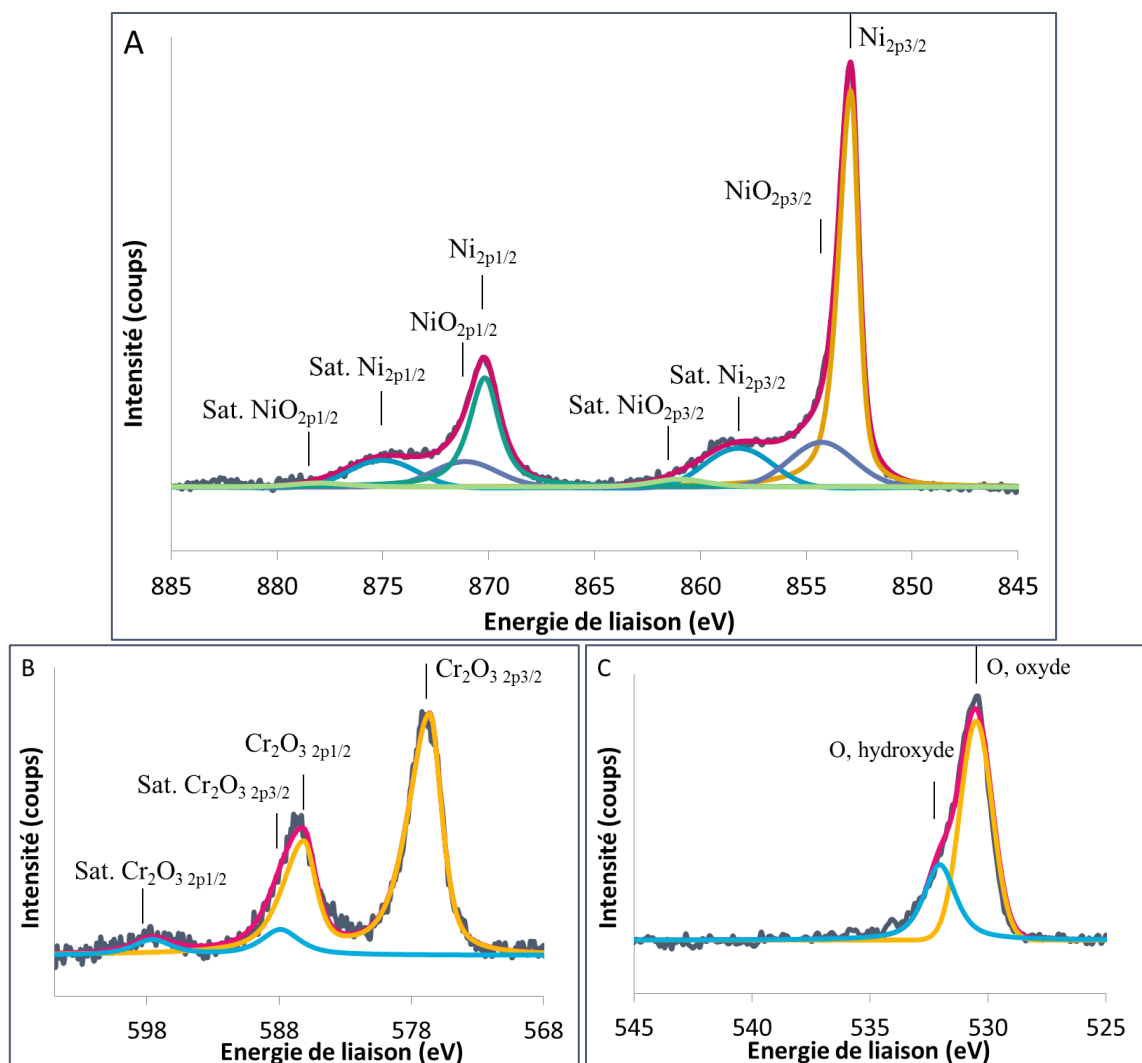 A
Ni2p3/2
NiO2p3/2
Ni2p1/2
NiO2p1/2
Sat. Ni2p1/2
Sat. Ni2p3/2
Sat. NiO2p1/2
Sat. NiO2p3/2
Intensité (coups)
885 880 875 870 865 860 855 850 845
Energie de liaison (eV)
B
Cr2O3 2p3/2
Cr2O3 2p1/2
Sat. Cr2O3 2p3/2
Sat. Cr2O3 2p1/2
Intensité (coups)
598 588 578 568
Energie de liaison (eV)
C
O, oxyde
O, hydroxyde
Intensité (coups)
545 540 535 530 525
Energie de liaison (eV)